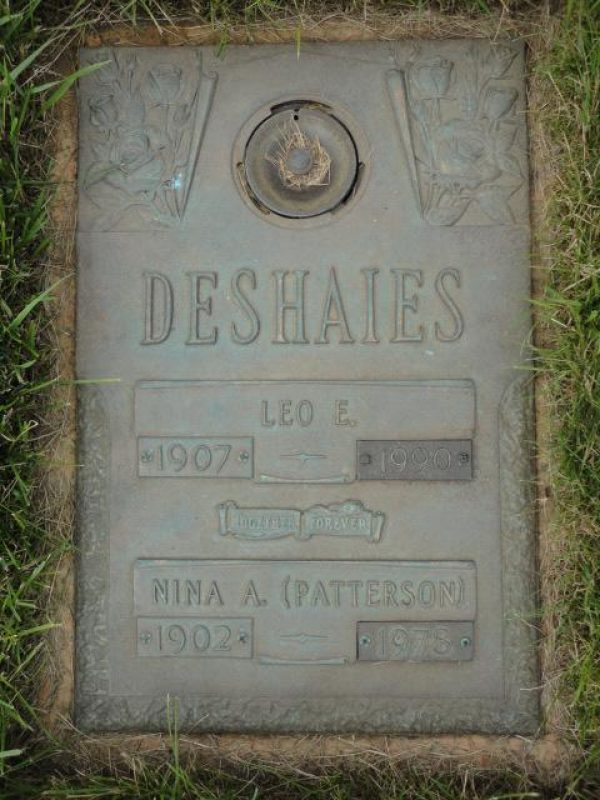 DESHAIES
LEO E.
1907 1990
TOGETHER FOREVER
NINA A. (PATTERSON)
1902 1978